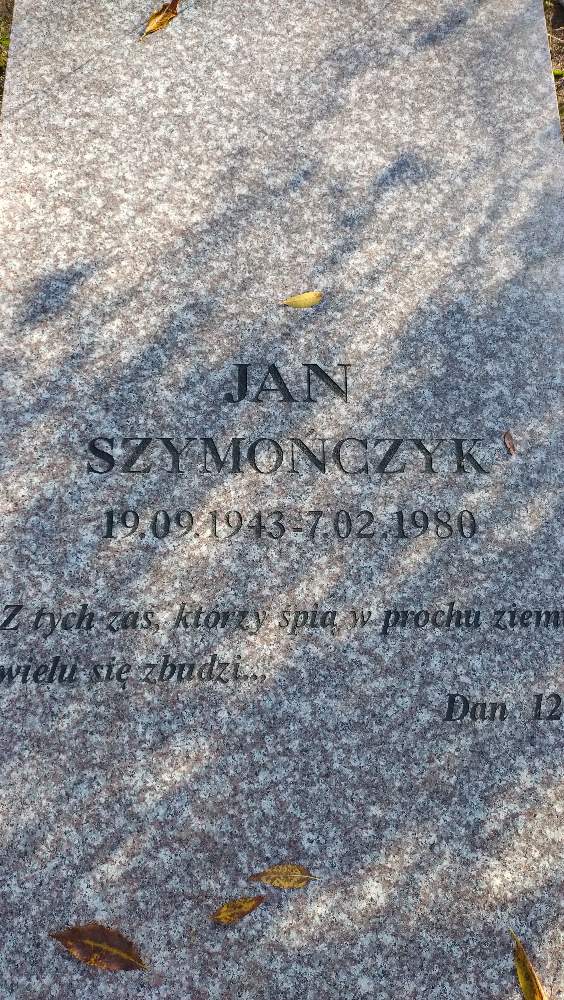 JAN
SZYMOŃCZYK
19.09.1943-7.02.1980
Z tych zaś, którzy śpią w prochu ziemi
wielu się zbudzi...
Dan 12